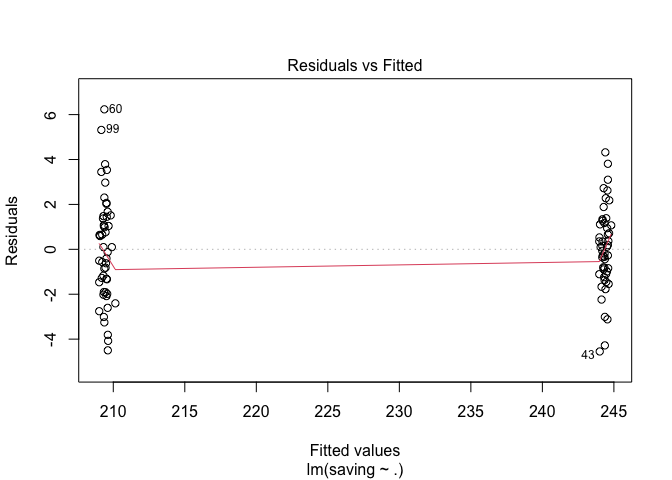 Residuals vs Fitted
Residuals
6
4
2
0
-2
-4
60
99
43
210 215 220 225 230 235 240 245
Fitted values
lm(saving ~ .)